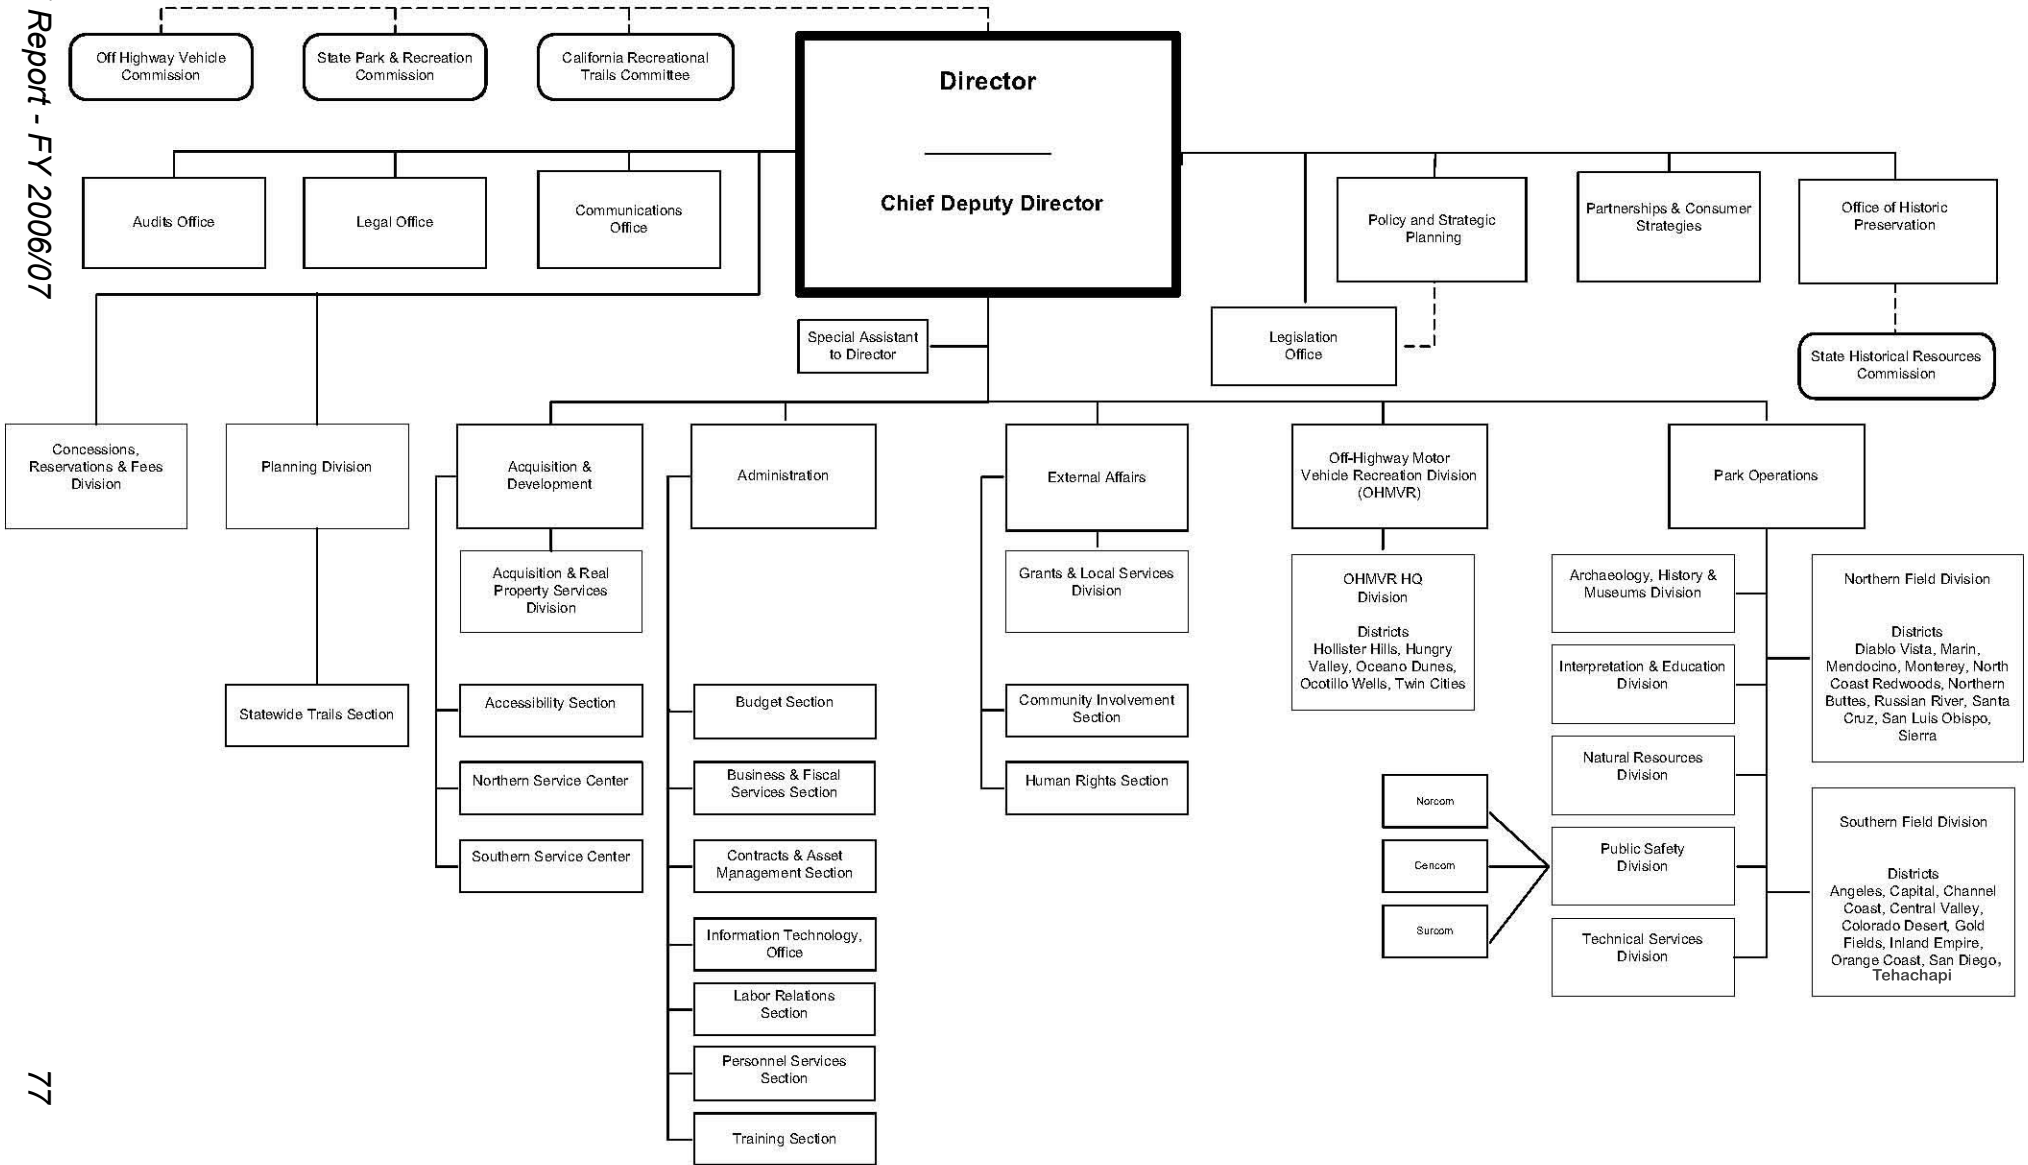 Report - FY 2006/07
77
Off Highway Vehicle
Commission
State Park & Recreation
Commission
California Recreational
Trails Committee
Director
Chief Deputy Director
Audits Office
Legal Office
Communications
Office
Policy and Strategic
Planning
Partnerships & Consumer
Strategies
Office of Historic
Preservation
Special Assistant
to Director
Legislation
Office
State Historical Resources
Commission
Concessions,
Reservations & Fees
Division
Planning Division
Statewide Trails Section
Acquisition &
Development
Acquisition & Real
Property Services
Division
Accessibility Section
Northern Service Center
Southern Service Center
Administration
Budget Section
Business & Fiscal
Services Section
Contracts & Asset
Management Section
Information Technology,
Office
Labor Relations
Section
Personnel Services
Section
Training Section
External Affairs
Grants & Local Services
Division
Community Involvement
Section
Human Rights Section
Off-Highway Motor
Vehicle Recreation Division
(OHMVR)
OHMVR HQ
Division
Districts
Hollister Hills, Hungry
Valley, Oceano Dunes,
Ocotillo Wells, Twin Cities
Park Operations
Archaeology, History &
Museums Division
Interpretation & Education
Division
Natural Resources
Division
Public Safety
Division
Technical Services
Division
Norcom
Cencom
Surcom
Northern Field Division
Districts
Diablo Vista, Marin,
Mendocino, Monterey, North
Coast Redwoods, Northern
Buttes, Russian River, Santa
Cruz, San Luis Obispo,
Sierra
Southern Field Division
Districts
Angeles, Capital, Channel
Coast, Central Valley,
Colorado Desert, Gold
Fields, Inland Empire,
Orange Coast, San Diego,
Tehachapi